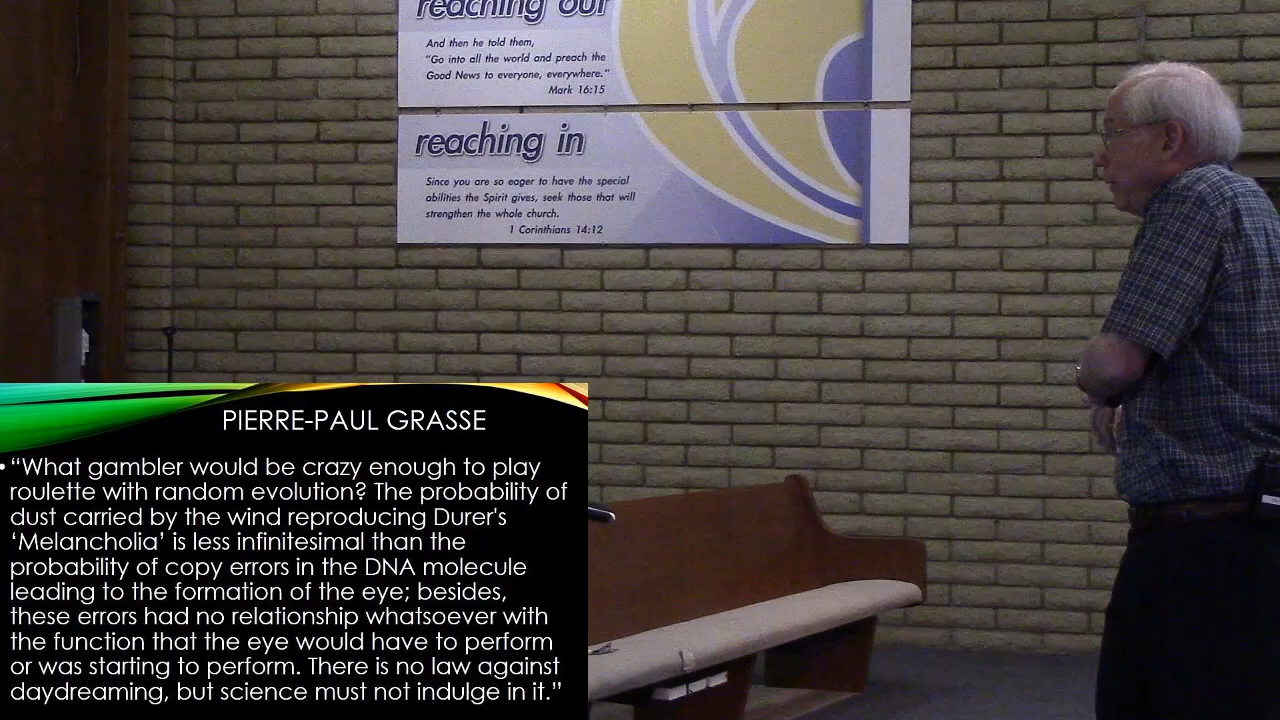 reaching out
And then he told them,
"Go into all the world and preach the
Good News to everyone, everywhere."
Mark 16:15
reaching in
Since you are so eager to have the special
abilities the Spirit gives, seek those that will
strengthen the whole church.
1 Corinthians 14:12
PIERRE-PAUL GRASSE
• “What gambler would be crazy enough to play
roulette with random evolution? The probability of
dust carried by the wind reproducing Durer's
‘Melancholia’ is less infinitesimal than the
probability of copy errors in the DNA molecule
leading to the formation of the eye; besides,
these errors had no relationship whatsoever with
the function that the eye would have to perform
or was starting to perform. There is no law against
daydreaming, but science must not indulge in it.”